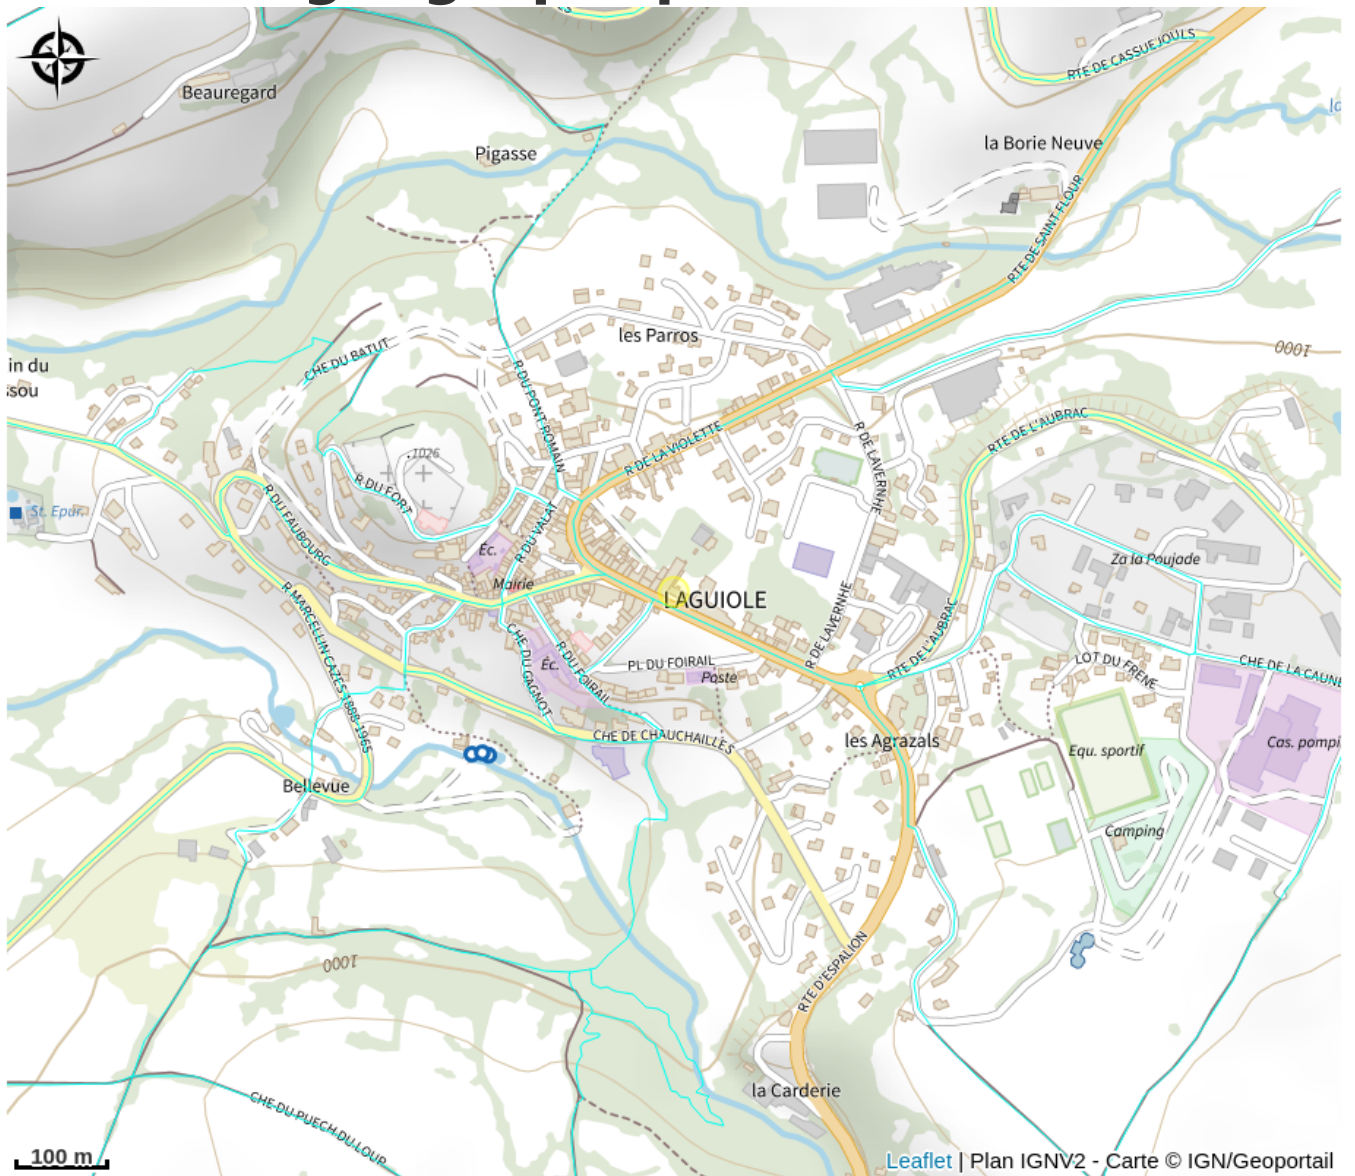 Beauregard
RTE DE CASSUEJOULS
Pigasse
la Borie Neuve
RTE DE SAINT-FLOUR
les Parros
1000
in du
ssou
CHE DU BATUT
R DU PONT ROMAIN
R DE LA VIOLETTE
RTE DE L'AUBRAC
R DE LAVERNHE
1026
R DU FORT
St. Epur.
R DU FAUBOURG
R DU VALAT
Éc.
Mairie
Za la Poujade
LAGUIOLE
R MARCELLIN CAZES 1888-1965
CHE DU GAGNOT
R DU FOIRAIL
Éc.
PL DU FOIRAIL
Poste
R DE LAVERNHE
RTE DE L'AUBRAC
LOT DU FRENE
CHE DE LA CAUNE
CHE DE CHAUCHAILLES
les Agrazals
Equ. sportif
Cas. pompi
Bellevue
Camping
1000
RTE D'ESPALION
la Carderie
CHE DU PUECH DU LOUP
100 m
Leaflet | Plan IGNV2 - Carte © IGN/Geoportail